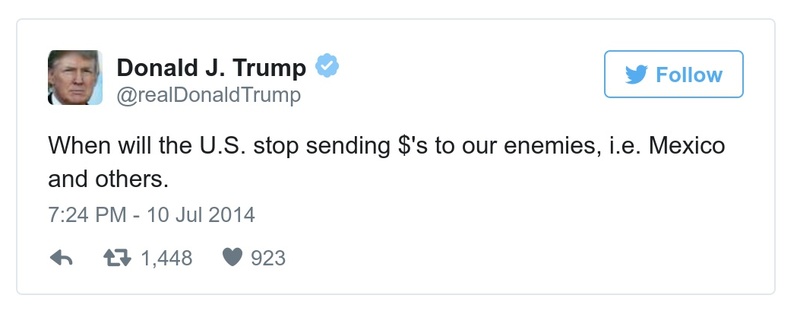 Donald J. Trump
Follow
@realDonaldTrump
When will the U.S. stop sending $'s to our enemies, i.e. Mexico
and others.
7:24 PM - 10 Jul 2014
1,448 923